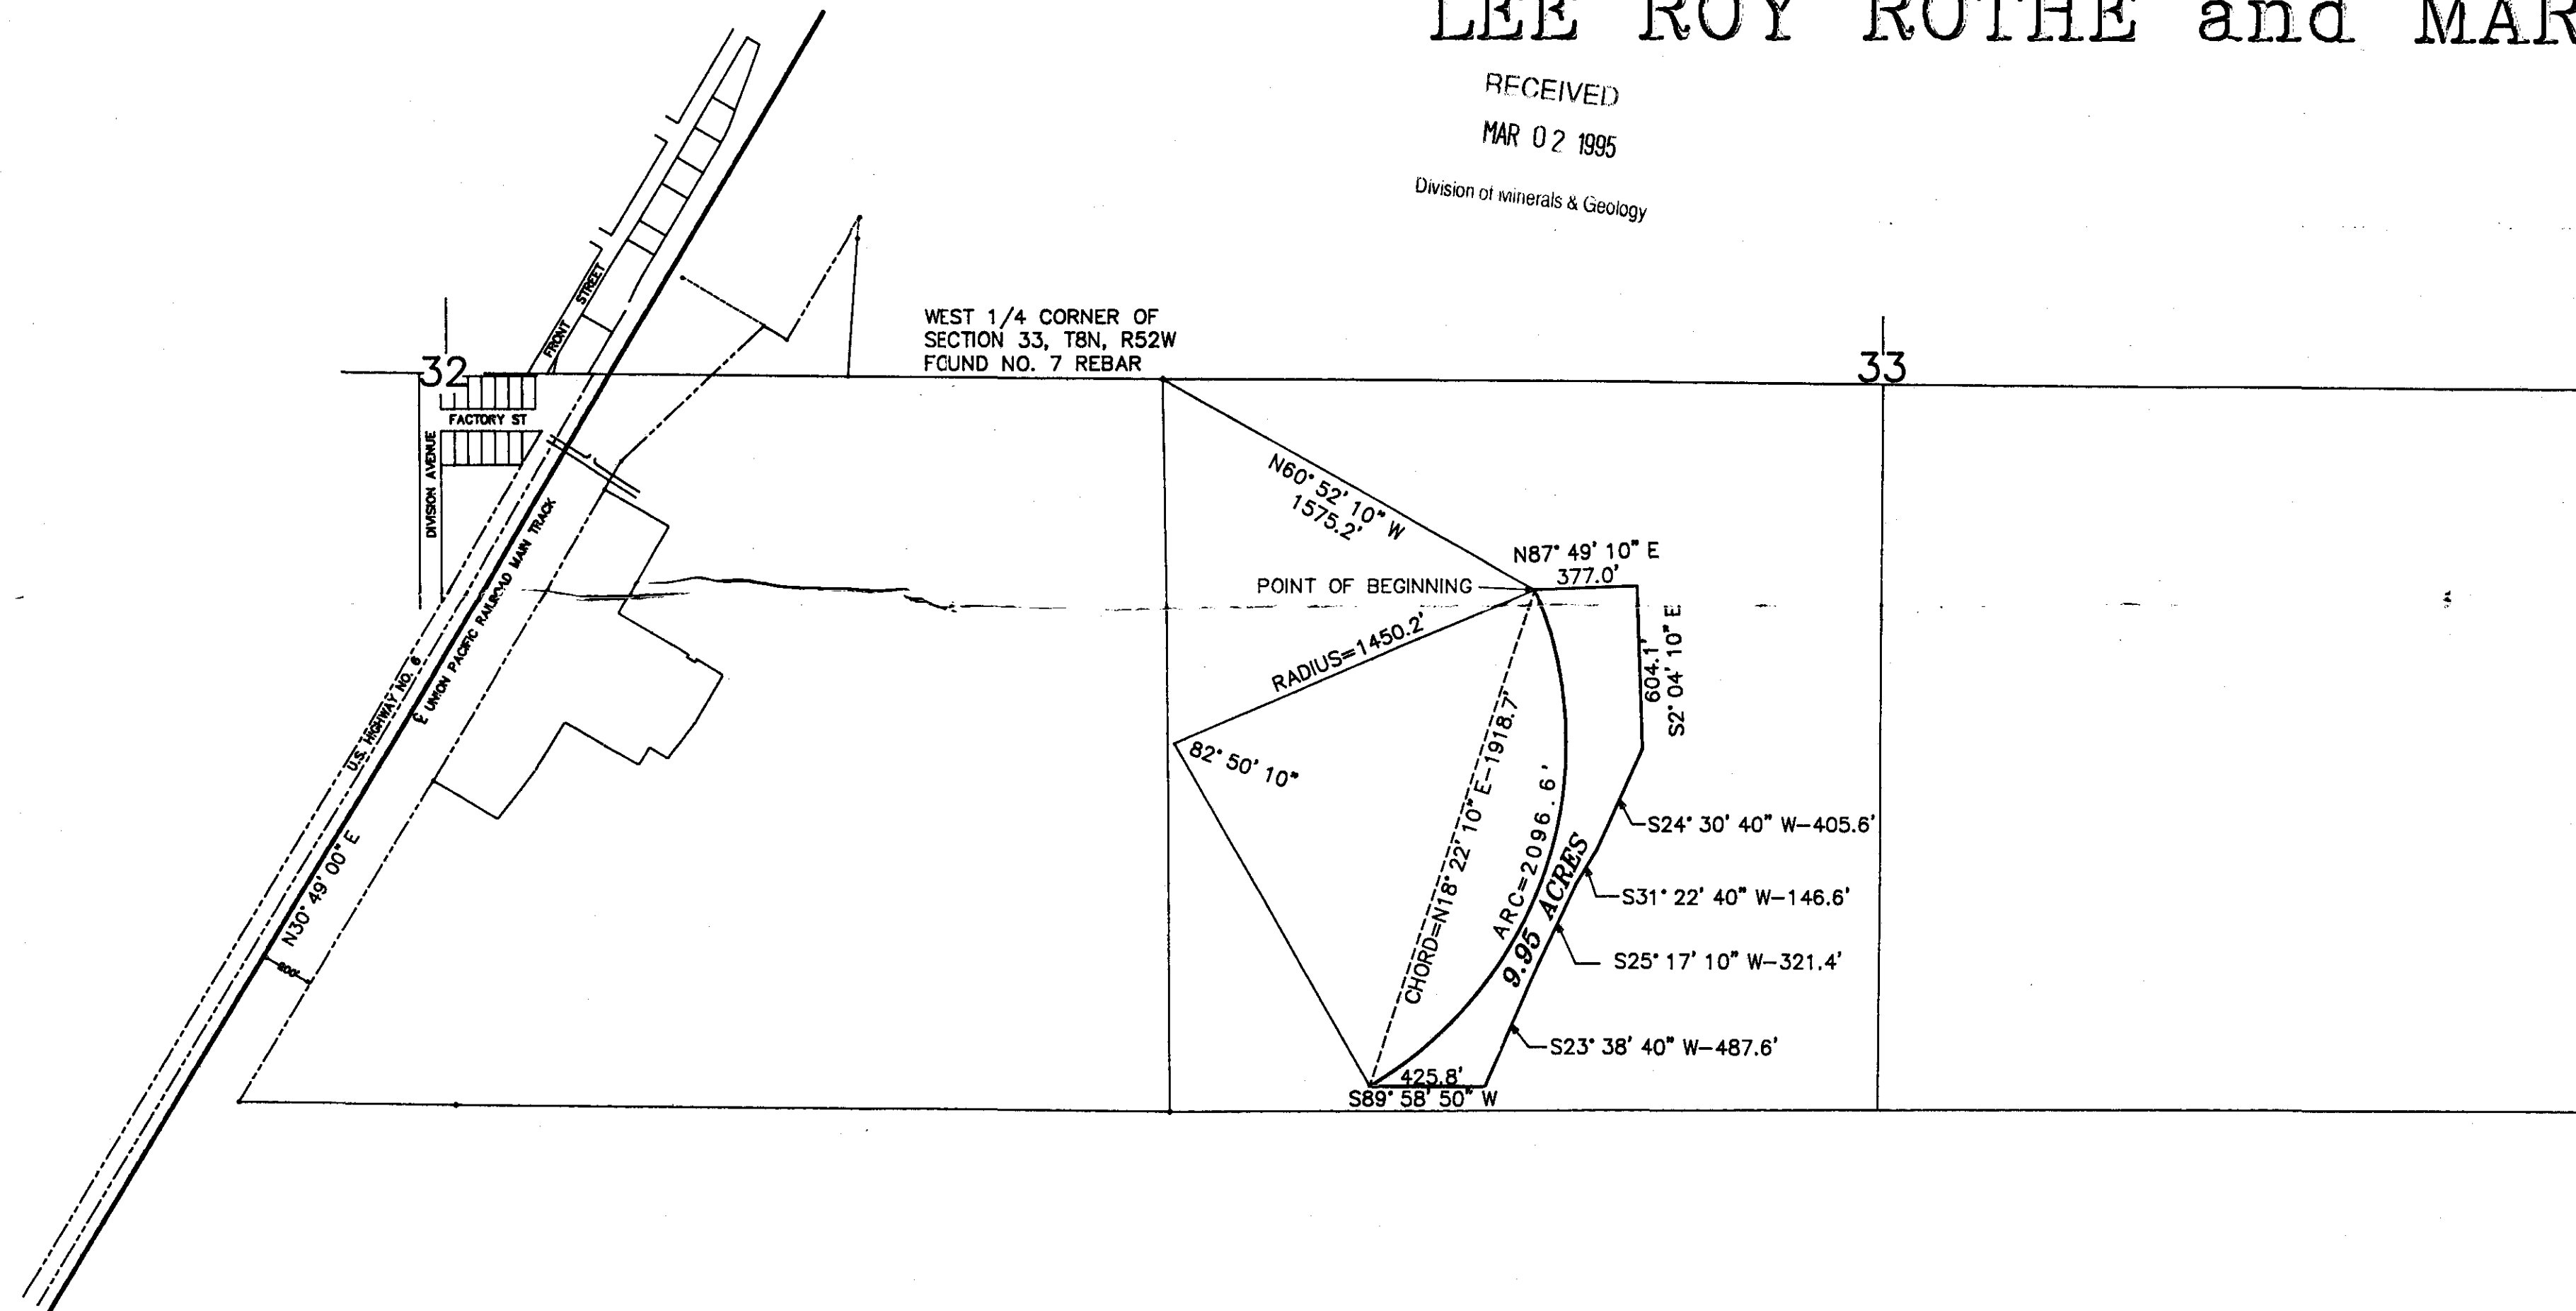 LEE ROY ROTHE and MAR
RECEIVED
MAR 02 1995
Division of Minerals & Geology
WEST 1/4 CORNER OF
SECTION 33, T8N, R52W
FOUND NO. 7 REBAR
32
33
FRONT STREET
FACTORY ST
DIVISION AVENUE
UNION PACIFIC RAILROAD MAIN TRACK
U.S. HIGHWAY NO. 6
N30° 49' 00" E
200'
N60° 52' 10" W
1575.2'
N87° 49' 10" E
377.0'
POINT OF BEGINNING
604.1'
S2° 04' 10" E
RADIUS=1450.2'
82° 50' 10"
CHORD=N18° 22' 10" E-1918.7'
ARC=2096.6'
9.95 ACRES
S24° 30' 40" W-405.6'
S31° 22' 40" W-146.6'
S25° 17' 10" W-321.4'
S23° 38' 40" W-487.6'
425.8'
S89° 58' 50" W